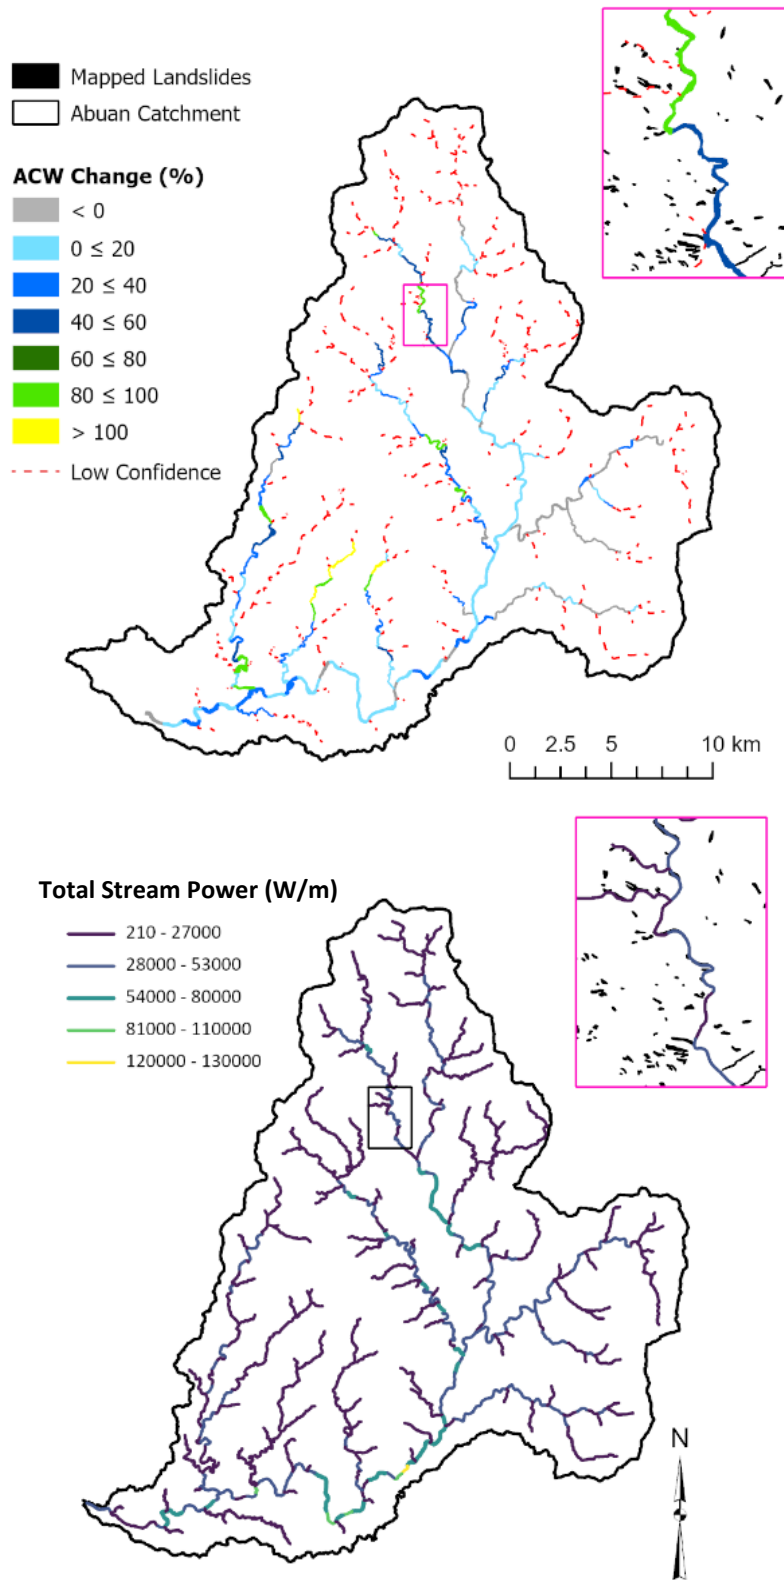 Mapped Landslides
Abuan Catchment
ACW Change (%)
< 0
0 ≤ 20
20 ≤ 40
40 ≤ 60
60 ≤ 80
80 ≤ 100
> 100
Low Confidence
0 2.5 5 10 km
Total Stream Power (W/m)
210 - 27000
28000 - 53000
54000 - 80000
81000 - 110000
120000 - 130000
N